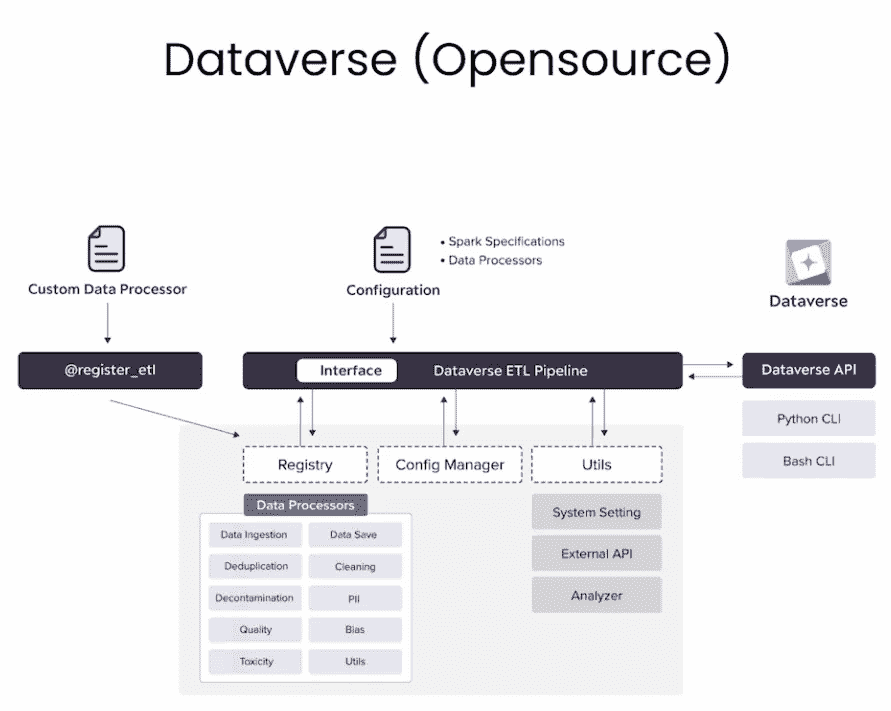 Dataverse (Opensource)
• Spark Specifications
• Data Processors
Custom Data Processor
Configuration
Dataverse
@register_etl
Interface
Dataverse ETL Pipeline
Dataverse API
Python CLI
Bash CLI
Registry
Config Manager
Utils
Data Processors
Data Ingestion
Data Save
Deduplication
Cleaning
Decontamination
PII
Quality
Bias
Toxicity
Utils
System Setting
External API
Analyzer